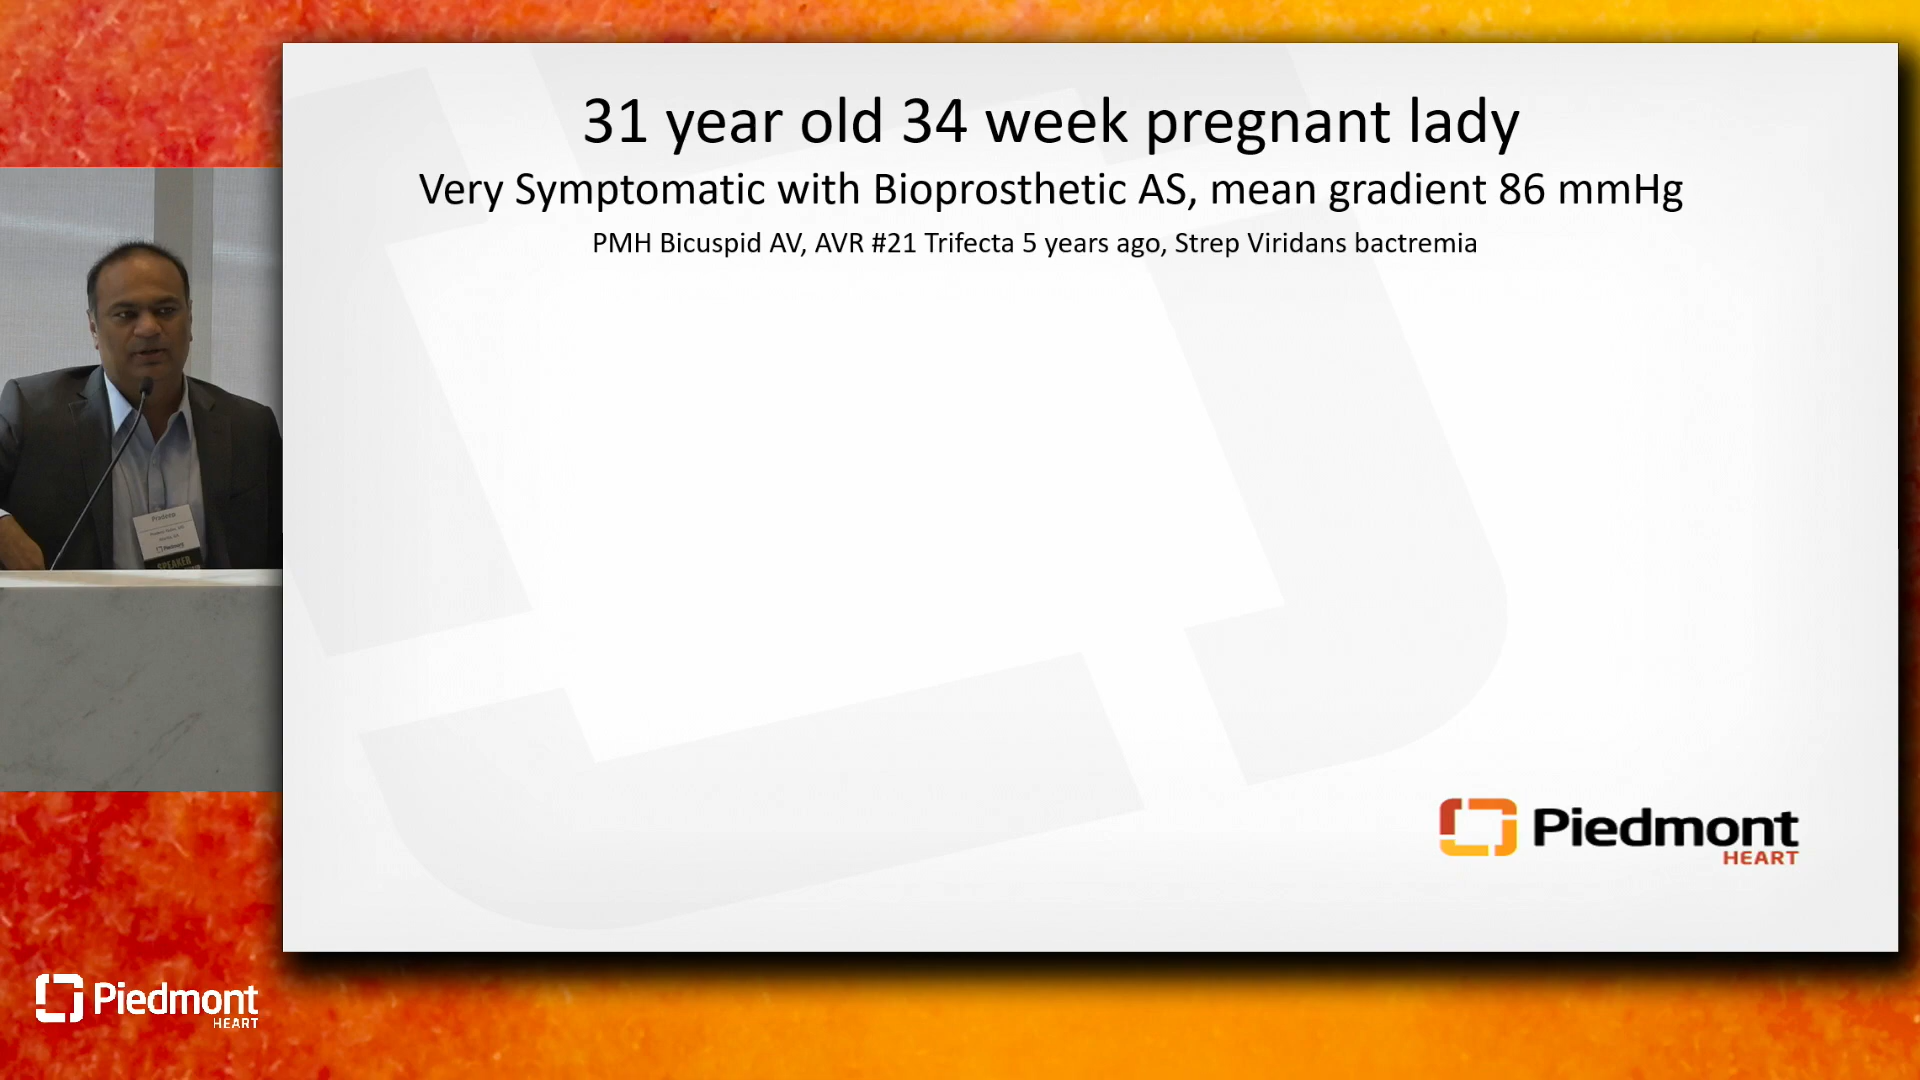 31 year old 34 week pregnant lady
Very Symptomatic with Bioprosthetic AS, mean gradient 86 mmHg
PMH Bicuspid AV, AVR #21 Trifecta 5 years ago, Strep Viridans bactremia
Piedmont
HEART
Piedmont
SPEAKER
Piedmont
HEART